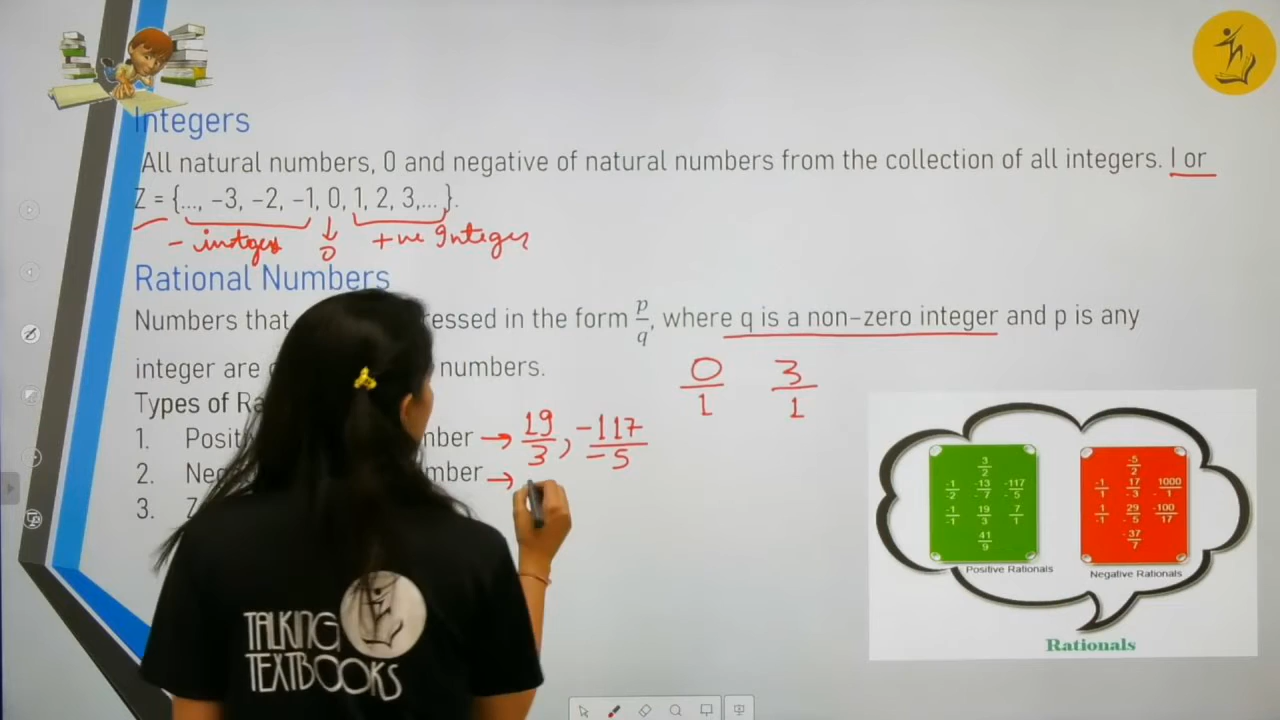 Integers
All natural numbers, 0 and negative of natural numbers from the collection of all integers. I or
Z = {..., -3, -2, -1, 0, 1, 2, 3,... }.
- integers 0 +ve Integer
Rational Numbers
Numbers that ressed in the form p/q, where q is a non-zero integer and p is any
integer are numbers.
0/1 3/1
Types of Ra
1. Posit mber → 19/3, -117/-5
2. Neg mber →
3. Z
3/2
-1/-2 -13/-7 -117/-5
-1/-1 19/3 7/1
41/9
Positive Rationals
-5/2
-1/1 17/-3 1000/-1
1/-1 29/-5 -100/17
-37/7
Negative Rationals
Rationals
TALKING
TEXTBOOKS